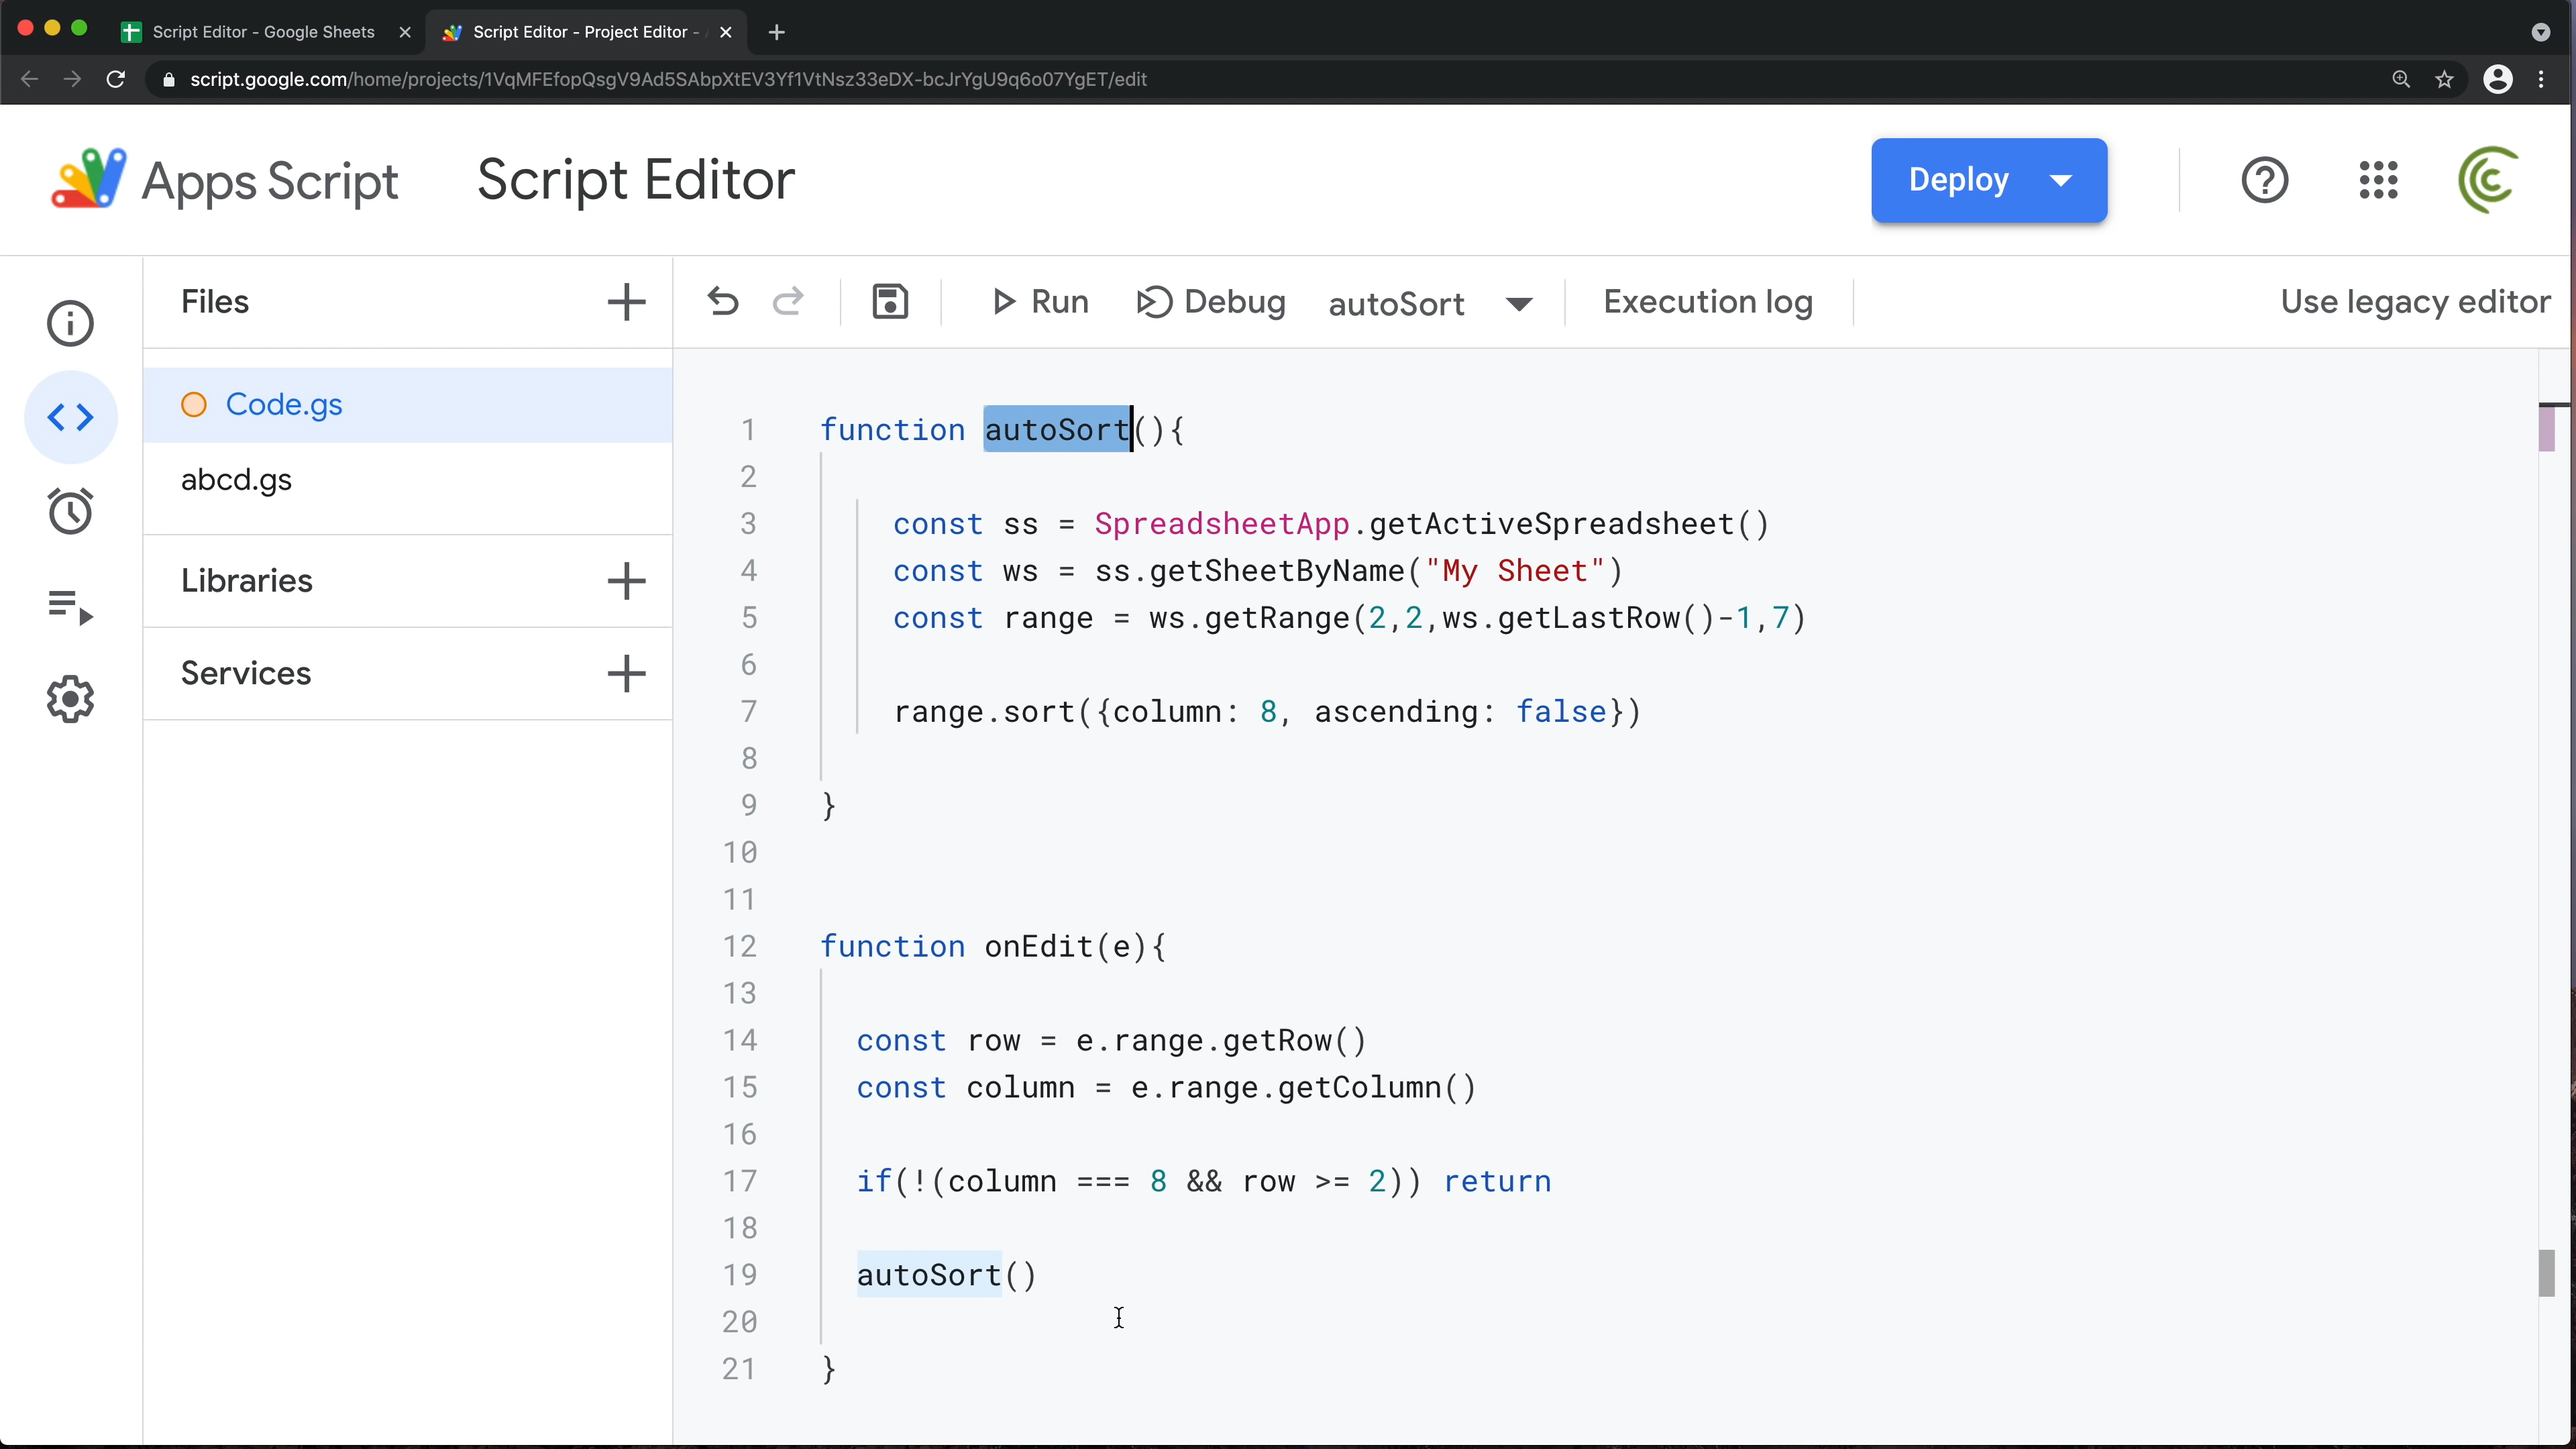 Script Editor - Google Sheets
Script Editor - Project Editor -
script.google.com/home/projects/1VqMFEfopQsgV9Ad5SAbpXtEV3Yf1VtNsz33eDX-bcJrYgU9q6o07YgET/edit
Apps Script
Script Editor
Deploy
Files
Run
Debug
autoSort
Execution log
Use legacy editor
Code.gs
abcd.gs
Libraries
Services
1 function autoSort(){
2
3 const ss = SpreadsheetApp.getActiveSpreadsheet()
4 const ws = ss.getSheetByName("My Sheet")
5 const range = ws.getRange(2,2,ws.getLastRow()-1,7)
6
7 range.sort({column: 8, ascending: false})
8
9 }
10
11
12 function onEdit(e){
13
14 const row = e.range.getRow()
15 const column = e.range.getColumn()
16
17 if(!(column === 8 && row >= 2)) return
18
19 autoSort()
20
21 }